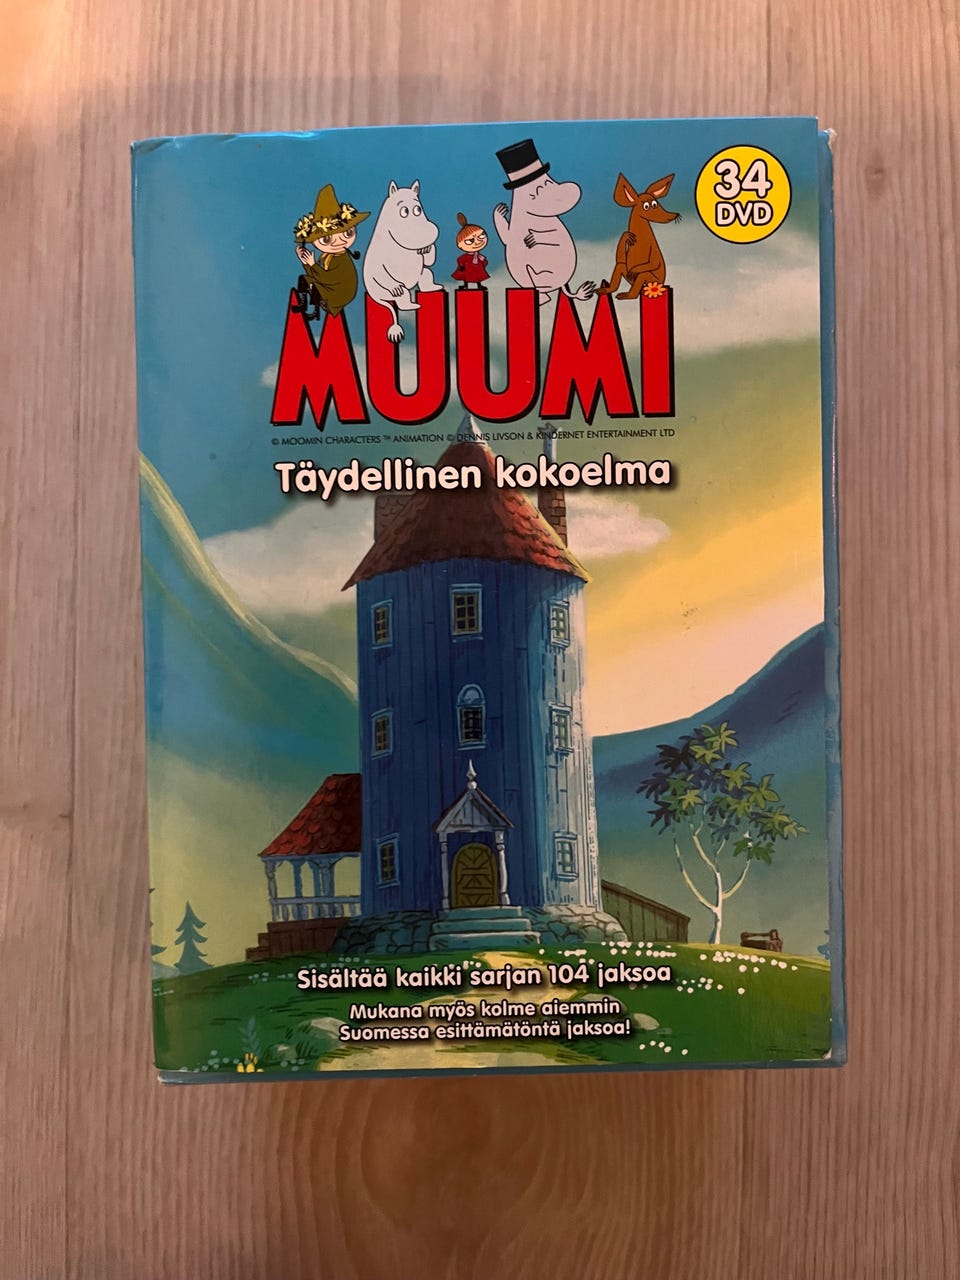 34
DVD
MUUMI
© MOOMIN CHARACTERS ™ ANIMATION © DENNIS LIVSON & KINDERNET ENTERTAINMENT LTD
Täydellinen kokoelma
Sisältää kaikki sarjan 104 jaksoa
Mukana myös kolme aiemmin
Suomessa esittämätöntä jaksoa!